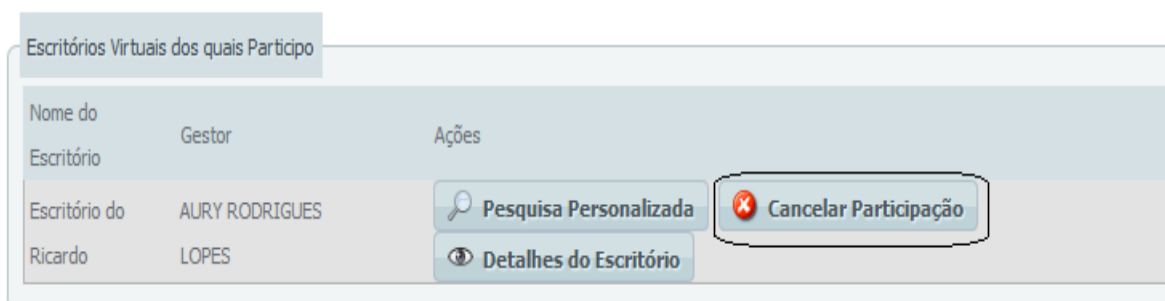 Escritórios Virtuais dos quais Participo
Nome do
Escritório
Gestor
Ações
Escritório do
Ricardo
AURY RODRIGUES
LOPES
Pesquisa Personalizada
Cancelar Participação
Detalhes do Escritório